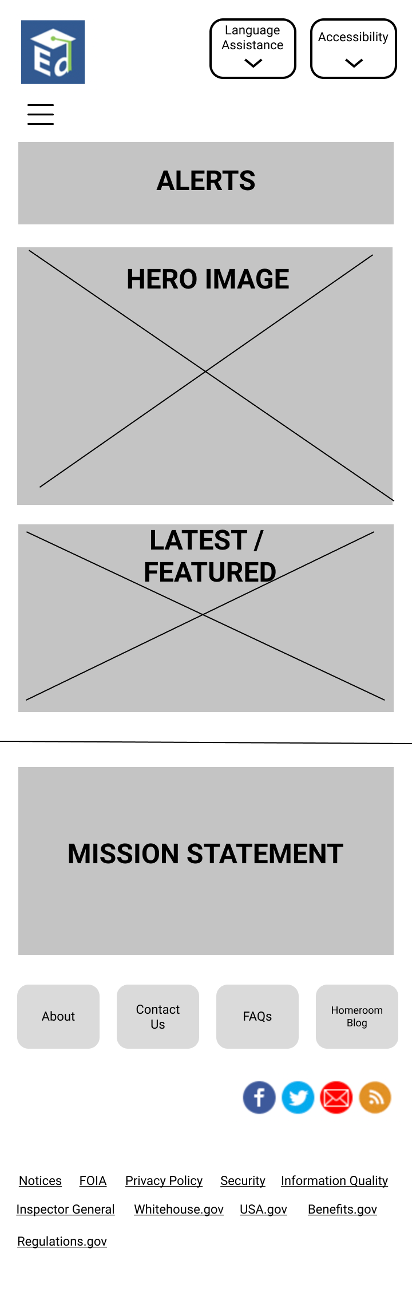 Ed
Language
Assistance
Accessibility
ALERTS
HERO IMAGE
LATEST /
FEATURED
MISSION STATEMENT
About
Contact
Us
FAQs
Homeroom
Blog
f
Notices FOIA Privacy Policy Security Information Quality
Inspector General Whitehouse.gov USA.gov Benefits.gov
Regulations.gov